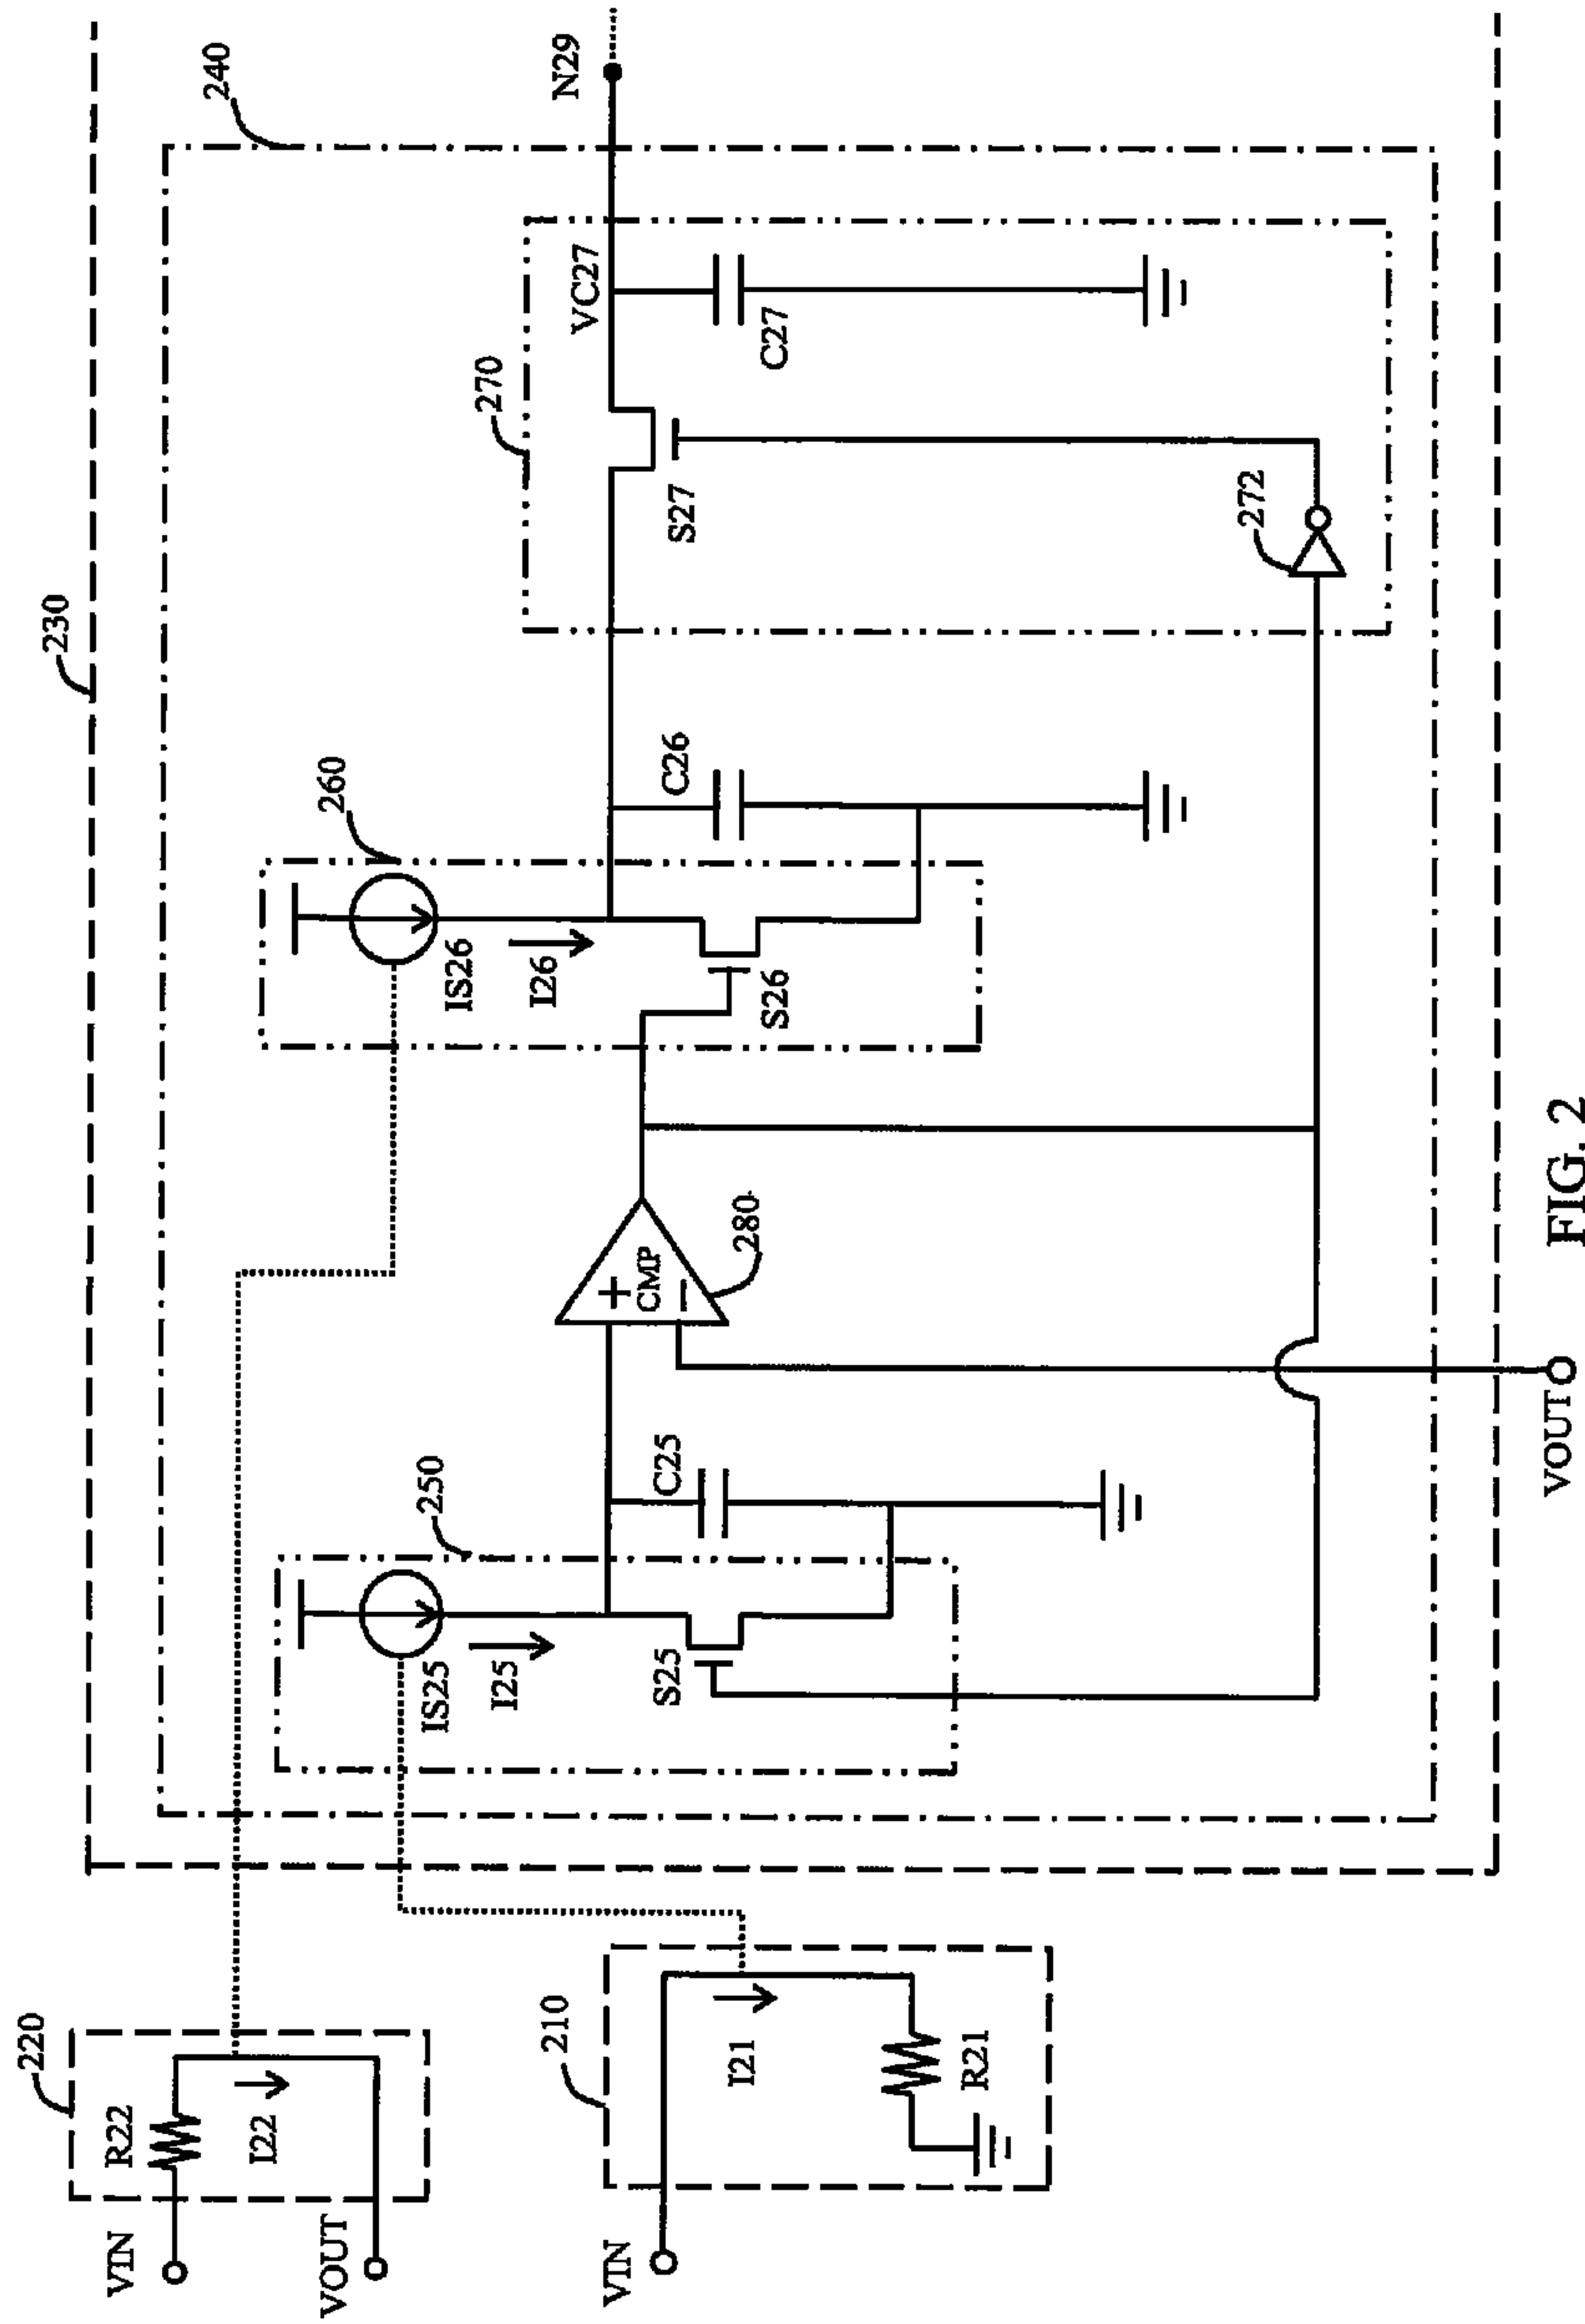 230
240
220
VIN
R22
I22
VOUT
260
IS26
I26
S26
C26
270
VC27
N29
S27
C27
272
250
IS25
I25
S25
C25
+
CMP
−
280
210
VIN
I21
R21
VOUT
FIG. 2